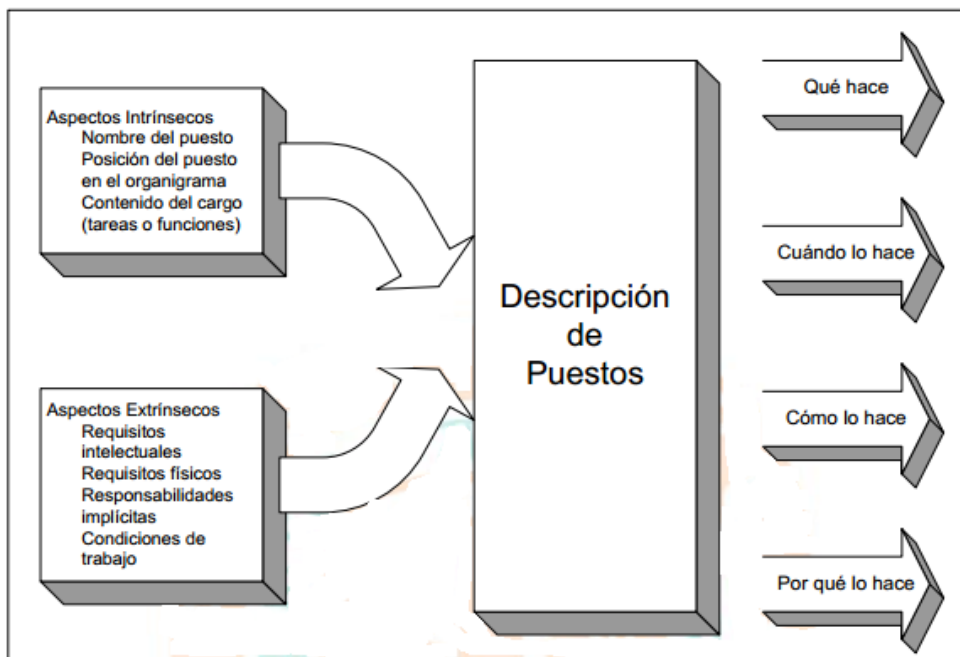 Aspectos Intrínsecos
Nombre del puesto
Posición del puesto
en el organigrama
Contenido del cargo
(tareas o funciones)
Aspectos Extrínsecos
Requisitos
intelectuales
Requisitos físicos
Responsabilidades
implícitas
Condiciones de
trabajo
Descripción
de
Puestos
Qué hace
Cuándo lo hace
Cómo lo hace
Por qué lo hace